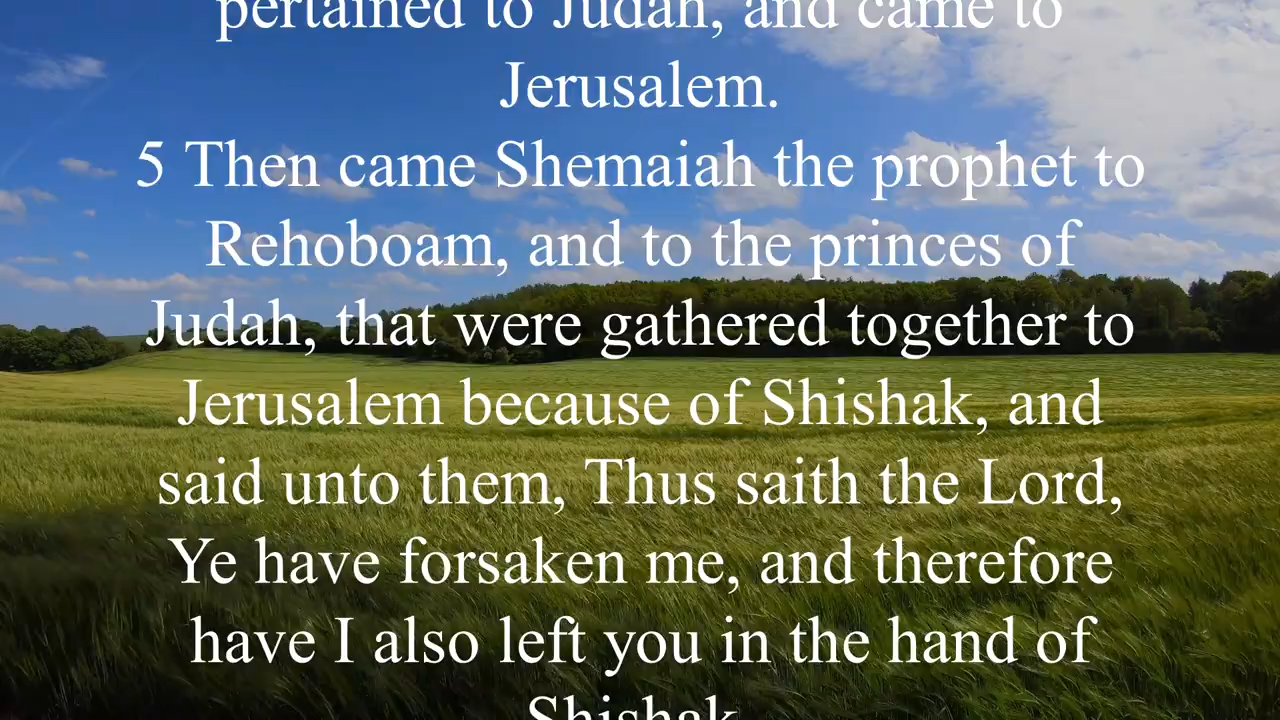 pertained to Judah, and came to
Jerusalem.
5 Then came Shemaiah the prophet to
Rehoboam, and to the princes of
Judah, that were gathered together to
Jerusalem because of Shishak, and
said unto them, Thus saith the Lord,
Ye have forsaken me, and therefore
have I also left you in the hand of
Shishak.